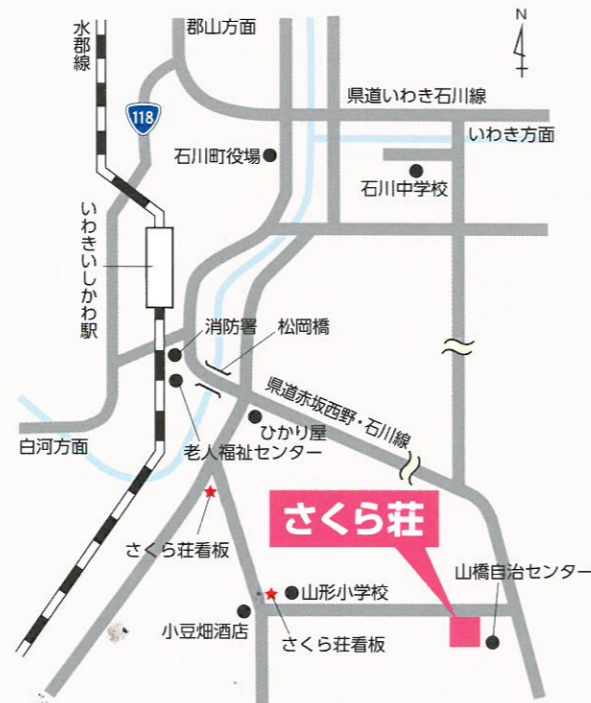 N
水郡線
郡山方面
118
県道いわき石川線
いわき方面
石川町役場
石川中学校
いわきいしかわ駅
消防署
松岡橋
県道赤坂西野・石川線
ひかり屋
白河方面
老人福祉センター
さくら荘
さくら荘看板
山橋自治センター
山形小学校
小豆畑酒店
さくら荘看板